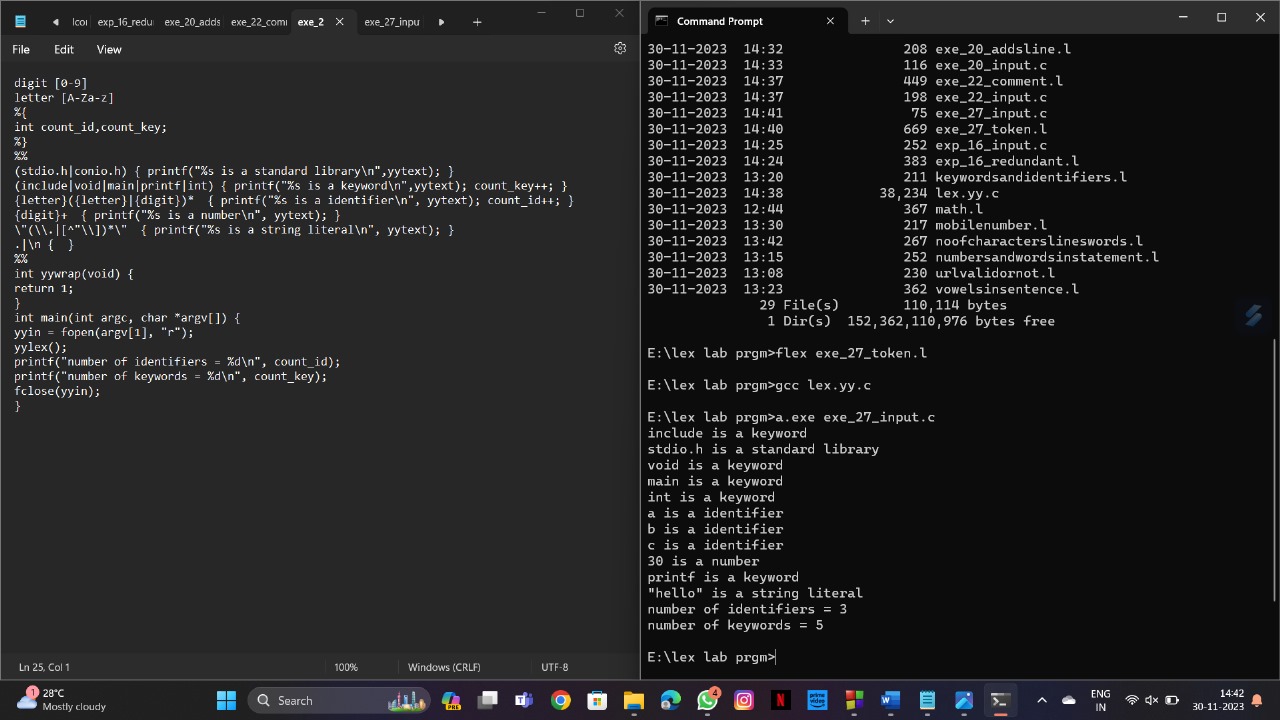 Icoi
exp_16_redu
exe_20_adds
exe_22_com
exe_2
exe_27_inpu
File Edit View
digit [0-9]
letter [A-Za-z]
%{
int count_id,count_key;
%}
%%
(stdio.h|conio.h) { printf("%s is a standard library\n",yytext); }
(include|void|main|printf|int) { printf("%s is a keyword\n",yytext); count_key++; }
{letter}({letter}|{digit})*  { printf("%s is a identifier\n", yytext); count_id++; }
{digit}+  { printf("%s is a number\n", yytext); }
\"(\\.|[^"\\])*\"  { printf("%s is a string literal\n", yytext); }
.|\n {  }
%%
int yywrap(void) {
return 1;
}
int main(int argc, char *argv[]) {
yyin = fopen(argv[1], "r");
yylex();
printf("number of identifiers = %d\n", count_id);
printf("number of keywords = %d\n", count_key);
fclose(yyin);
}
Ln 25, Col 1 100% Windows (CRLF) UTF-8
Command Prompt
30-11-2023  14:32 208 exe_20_addsline.l
30-11-2023  14:33 116 exe_20_input.c
30-11-2023  14:37 449 exe_22_comment.l
30-11-2023  14:37 198 exe_22_input.c
30-11-2023  14:41 75 exe_27_input.c
30-11-2023  14:40 669 exe_27_token.l
30-11-2023  14:25 252 exp_16_input.c
30-11-2023  14:24 383 exp_16_redundant.l
30-11-2023  13:20 211 keywordsandidentifiers.l
30-11-2023  14:38 38,234 lex.yy.c
30-11-2023  12:44 367 math.l
30-11-2023  13:30 217 mobilenumber.l
30-11-2023  13:42 267 noofcharacterslineswords.l
30-11-2023  13:15 252 numbersandwordsinstatement.l
30-11-2023  13:08 230 urlvalidornot.l
30-11-2023  13:23 362 vowelsinsentence.l
29 File(s) 110,114 bytes
1 Dir(s) 152,362,110,976 bytes free
E:\lex lab prgm>flex exe_27_token.l
E:\lex lab prgm>gcc lex.yy.c
E:\lex lab prgm>a.exe exe_27_input.c
include is a keyword
stdio.h is a standard library
void is a keyword
main is a keyword
int is a keyword
a is a identifier
b is a identifier
c is a identifier
30 is a number
printf is a keyword
"hello" is a string literal
number of identifiers = 3
number of keywords = 5
E:\lex lab prgm>
1
28°C
Mostly cloudy
Search
PRE
4
ENG
IN
14:42
30-11-2023